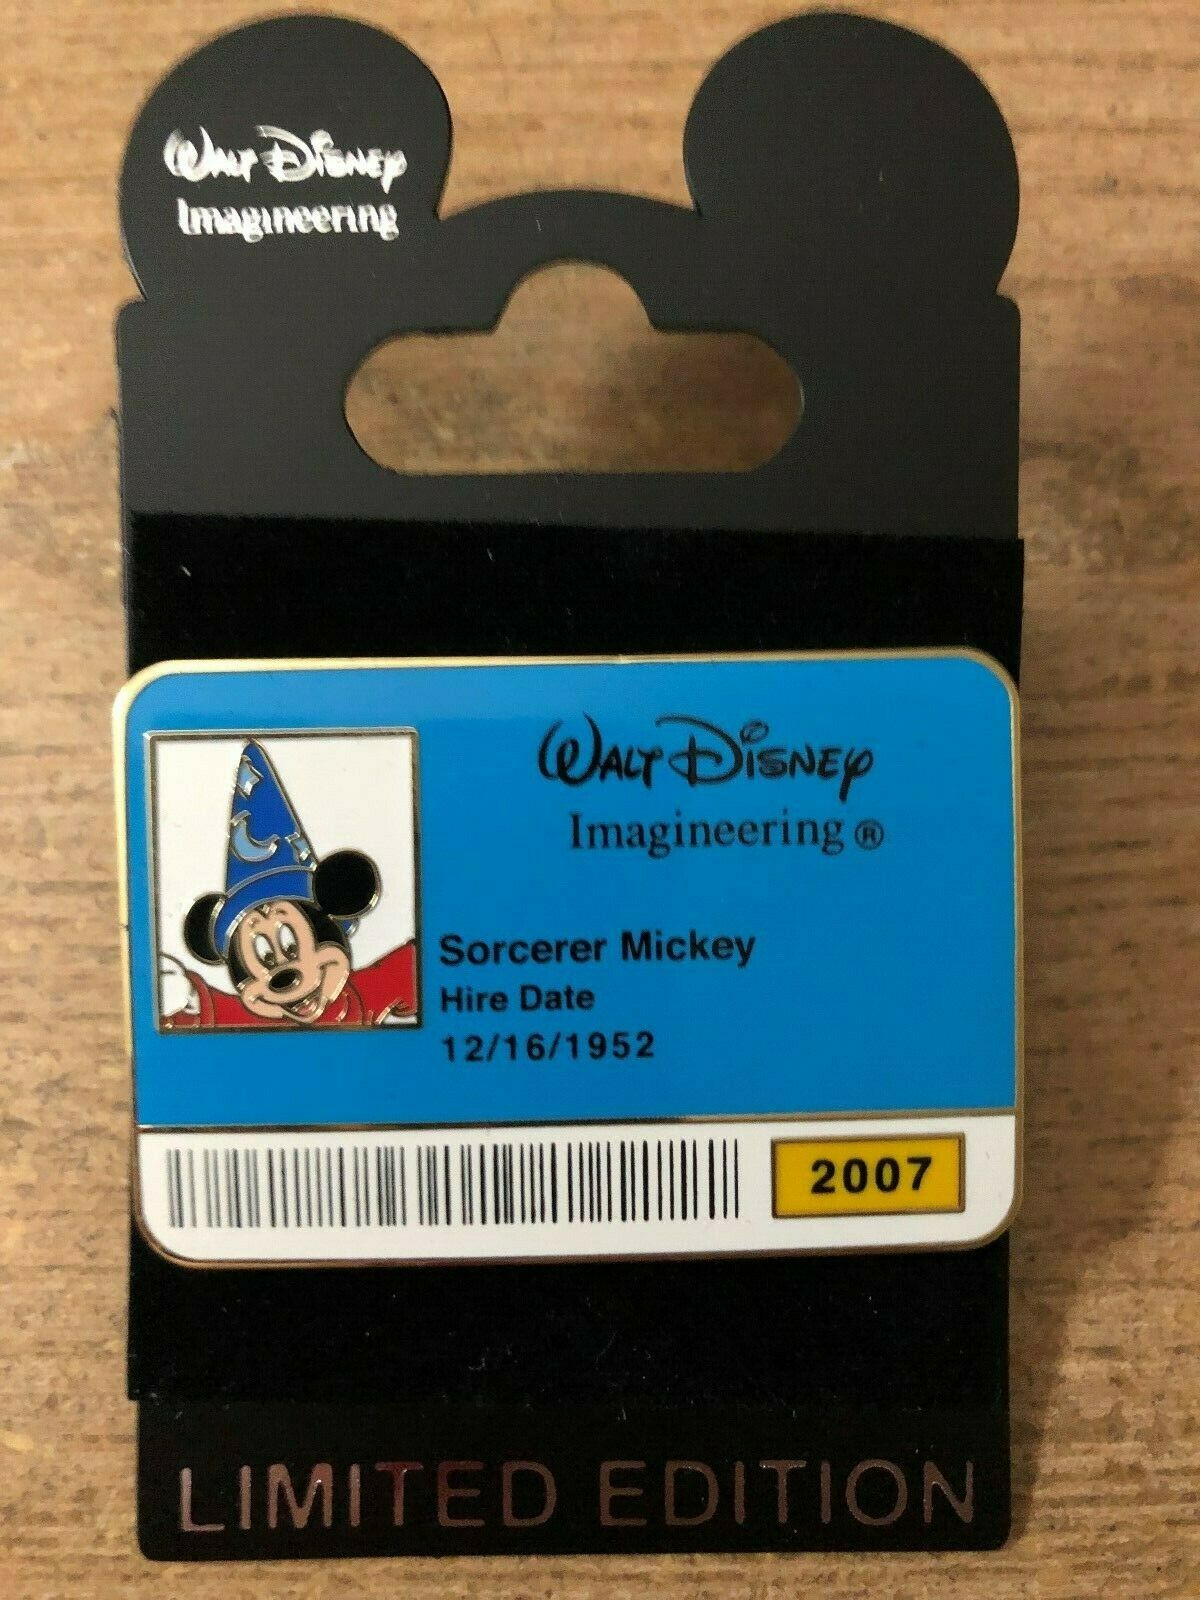 Walt Disney
Imagineering
Walt Disney
Imagineering ®
Sorcerer Mickey
Hire Date
12/16/1952
2007
LIMITED EDITION